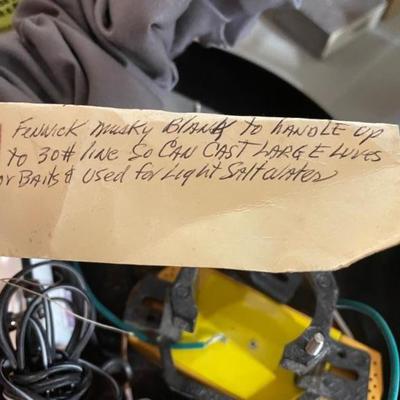 Fenwick Musky Blank to handle up
to 30# line so can cast large lures
or Baits & used for Light Saltwater